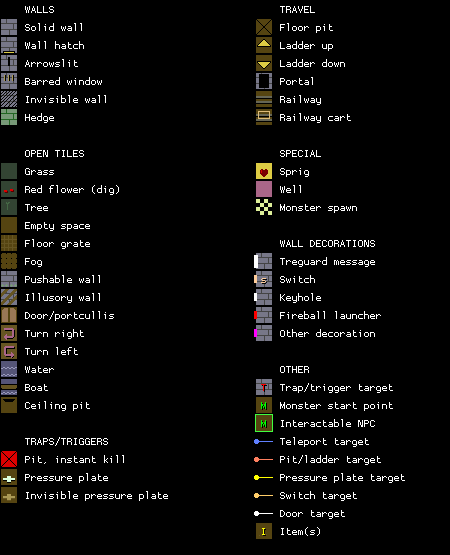 WALLS
Solid wall
Wall hatch
Arrowslit
Barred window
Invisible wall
Hedge
OPEN TILES
Grass
Red flower (dig)
Tree
Empty space
Floor grate
Fog
Pushable wall
Illusory wall
Door/portcullis
Turn right
Turn left
Water
Boat
Ceiling pit
TRAPS/TRIGGERS
Pit, instant kill
Pressure plate
Invisible pressure plate
TRAVEL
Floor pit
Ladder up
Ladder down
Portal
Railway
Railway cart
SPECIAL
Sprig
Well
Monster spawn
WALL DECORATIONS
Treguard message
S Switch
Keyhole
Fireball launcher
Other decoration
OTHER
T Trap/trigger target
M Monster start point
M Interactable NPC
Teleport target
Pit/ladder target
Pressure plate target
Switch target
Door target
I Item(s)